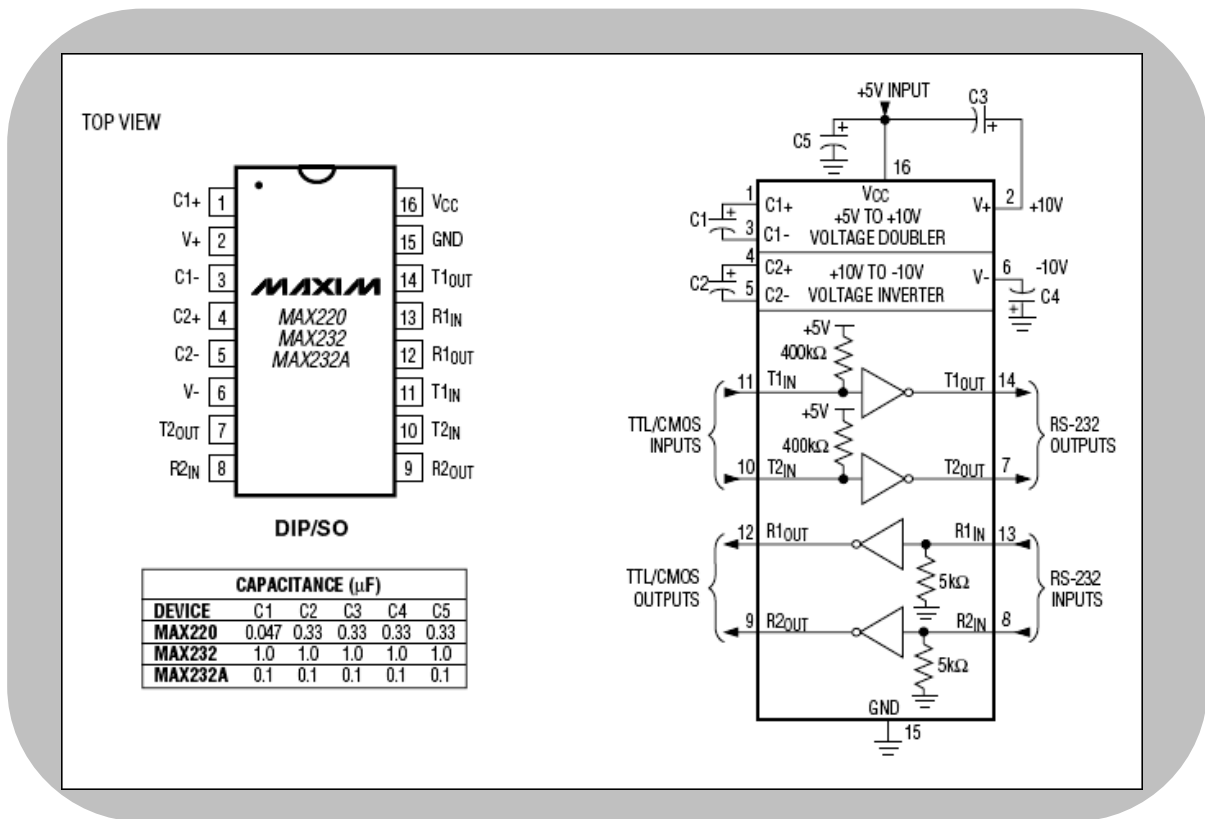 TOP VIEW
C1+ 1
V+ 2
C1- 3
C2+ 4
C2- 5
V- 6
T2OUT 7
R2IN 8
16 VCC
15 GND
14 T1OUT
13 R1IN
12 R1OUT
11 T1IN
10 T2IN
9 R2OUT
MAXIM
MAX220
MAX232
MAX232A
DIP/SO
CAPACITANCE (µF)
DEVICE C1 C2 C3 C4 C5
MAX220 0.047 0.33 0.33 0.33 0.33
MAX232 1.0 1.0 1.0 1.0 1.0
MAX232A 0.1 0.1 0.1 0.1 0.1
+5V INPUT
C3
+
+
C5
16
VCC
1
C1+
C1
+
3
C1-
+5V TO +10V
VOLTAGE DOUBLER
V+
2
+10V
4
C2+
C2
+
5
C2-
+10V TO -10V
VOLTAGE INVERTER
V-
6
-10V
C4
+
+5V
400kΩ
11 T1IN
T1OUT 14
+5V
400kΩ
10 T2IN
T2OUT 7
TTL/CMOS
INPUTS
RS-232
OUTPUTS
12 R1OUT
R1IN 13
5kΩ
9 R2OUT
R2IN 8
5kΩ
TTL/CMOS
OUTPUTS
RS-232
INPUTS
GND
15